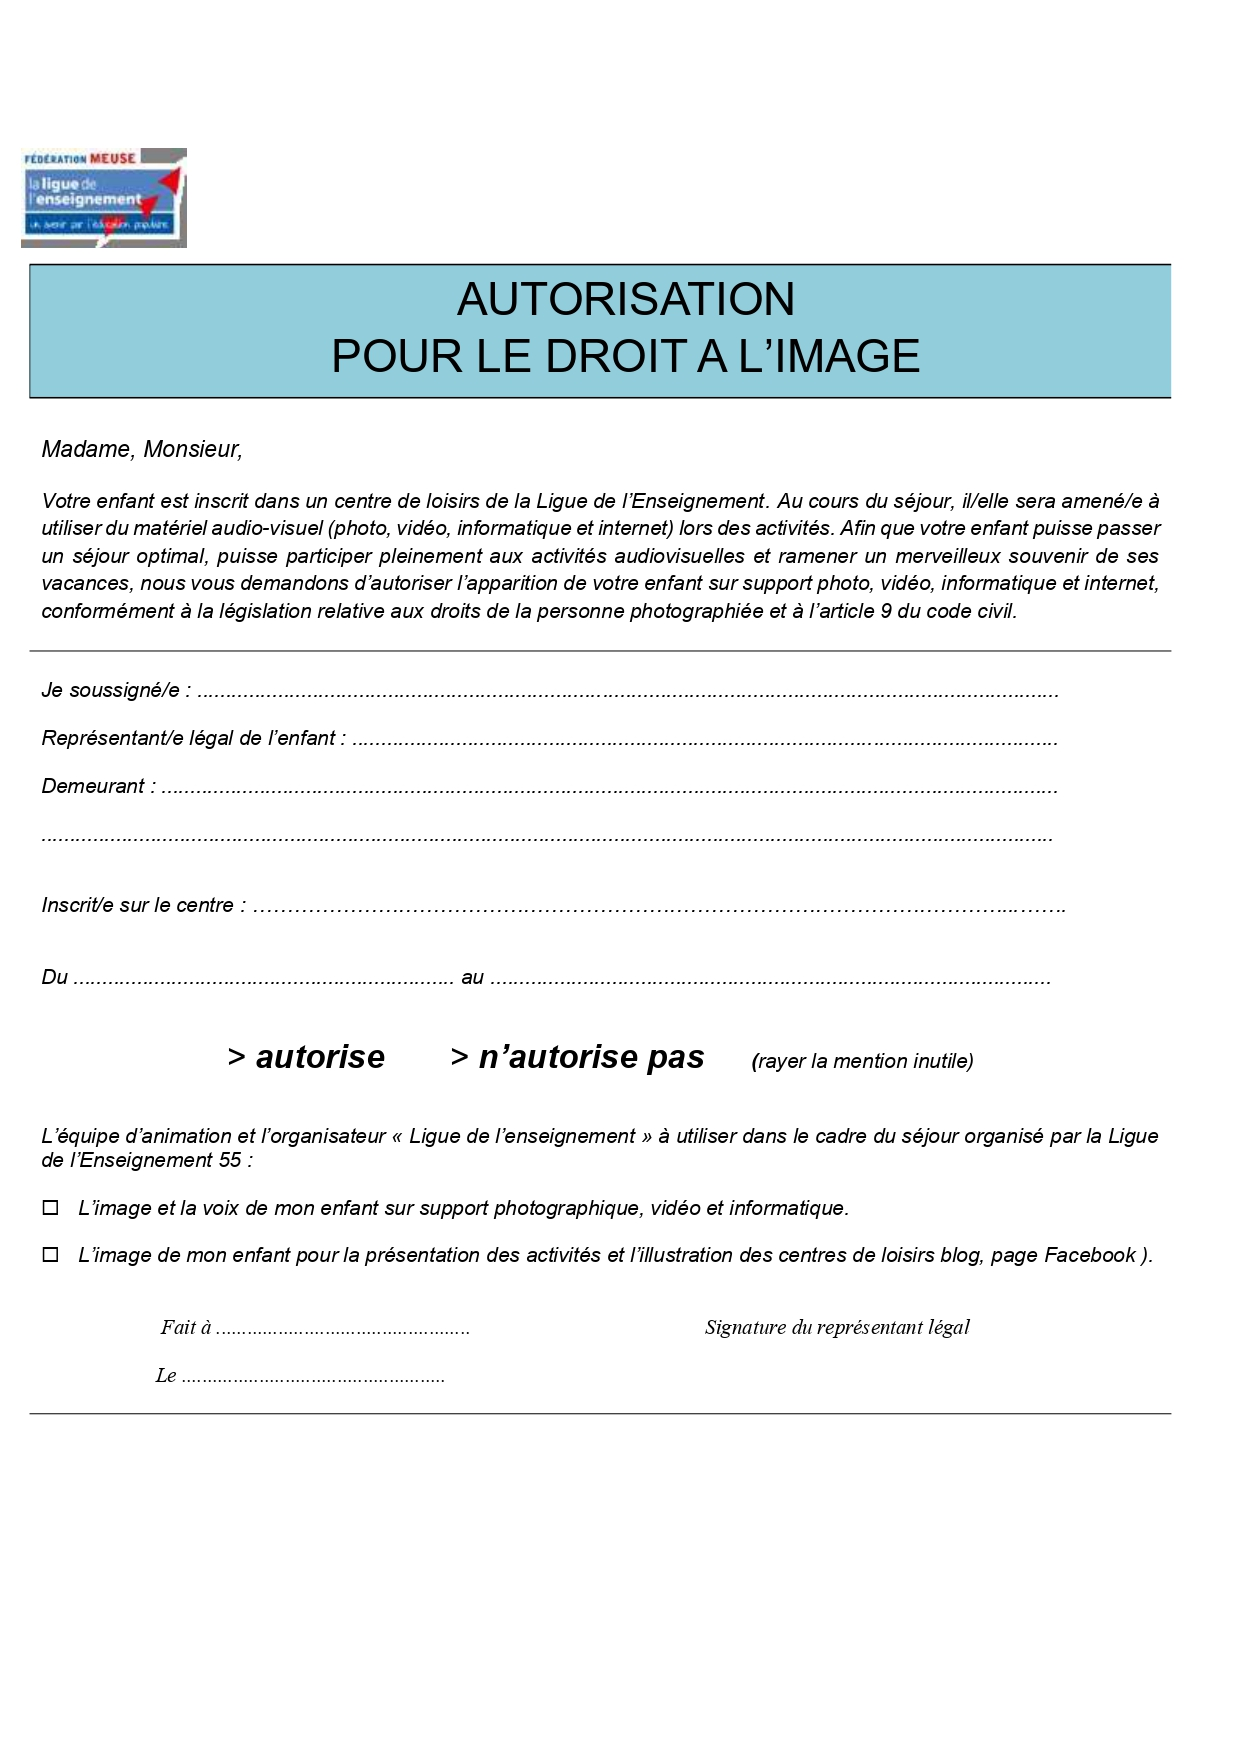 FÉDÉRATION MEUSE
la ligue de
l'enseignement
un avenir par l'éducation populaire
AUTORISATION
POUR LE DROIT A L’IMAGE
Madame, Monsieur,
Votre enfant est inscrit dans un centre de loisirs de la Ligue de l’Enseignement. Au cours du séjour, il/elle sera amené/e à
utiliser du matériel audio-visuel (photo, vidéo, informatique et internet) lors des activités. Afin que votre enfant puisse passer
un séjour optimal, puisse participer pleinement aux activités audiovisuelles et ramener un merveilleux souvenir de ses
vacances, nous vous demandons d’autoriser l’apparition de votre enfant sur support photo, vidéo, informatique et internet,
conformément à la législation relative aux droits de la personne photographiée et à l’article 9 du code civil.
Je soussigné/e : ......................................................................................................................................................
Représentant/e légal de l’enfant : ...........................................................................................................................
Demeurant : ............................................................................................................................................................
................................................................................................................................................................................
Inscrit/e sur le centre : ……………………………………………………………………………………………………..…….
Du .................................................................. au .................................................................................................
> autorise > n’autorise pas (rayer la mention inutile)
L’équipe d’animation et l’organisateur « Ligue de l’enseignement » à utiliser dans le cadre du séjour organisé par la Ligue
de l’Enseignement 55 :
☐ L’image et la voix de mon enfant sur support photographique, vidéo et informatique.
☐ L’image de mon enfant pour la présentation des activités et l’illustration des centres de loisirs blog, page Facebook ).
Fait à ................................................. Signature du représentant légal
Le ...................................................